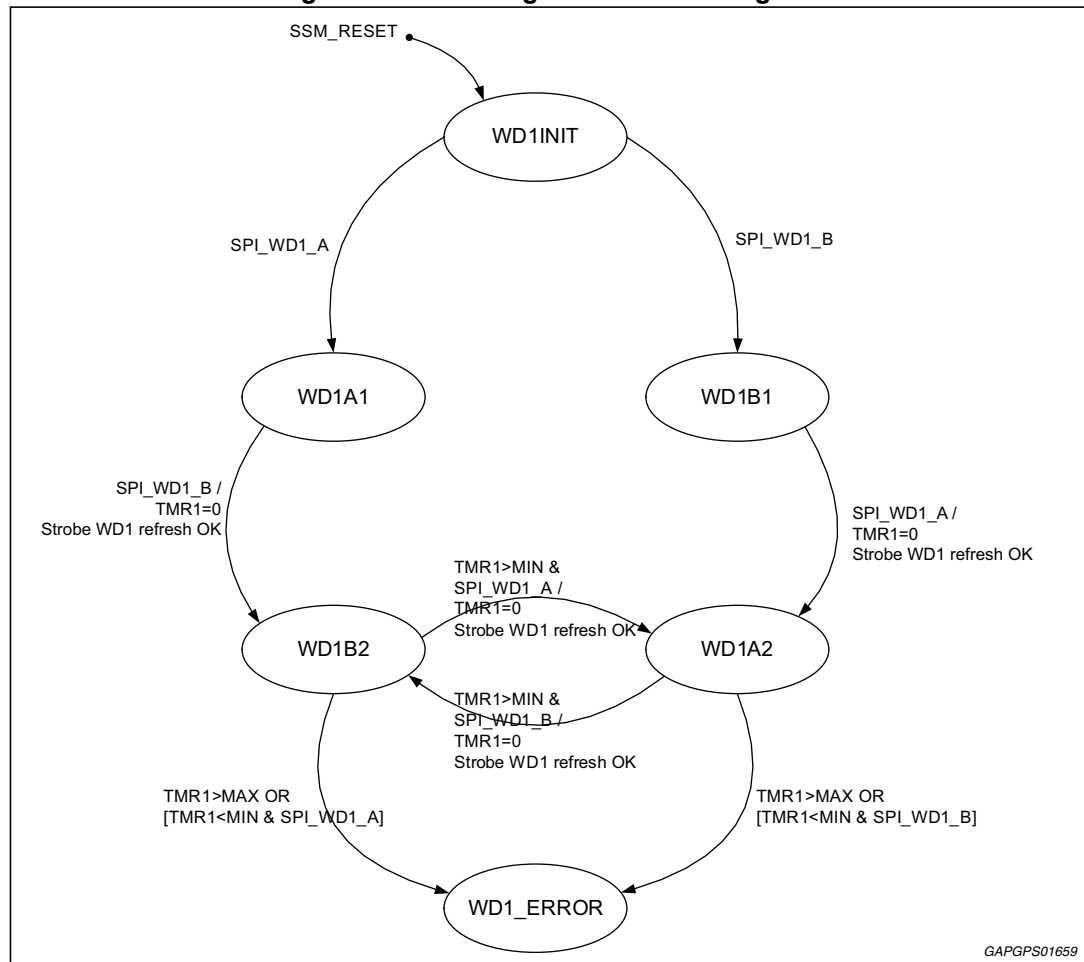 SSM_RESET
WD1INIT
SPI_WD1_A
SPI_WD1_B
WD1A1
WD1B1
SPI_WD1_B /
TMR1=0
Strobe WD1 refresh OK
SPI_WD1_A /
TMR1=0
Strobe WD1 refresh OK
TMR1>MIN &
SPI_WD1_A /
TMR1=0
Strobe WD1 refresh OK
WD1B2
WD1A2
TMR1>MIN &
SPI_WD1_B /
TMR1=0
Strobe WD1 refresh OK
TMR1>MAX OR
[TMR1<MIN & SPI_WD1_A]
TMR1>MAX OR
[TMR1<MIN & SPI_WD1_B]
WD1_ERROR
GAPGPS01659